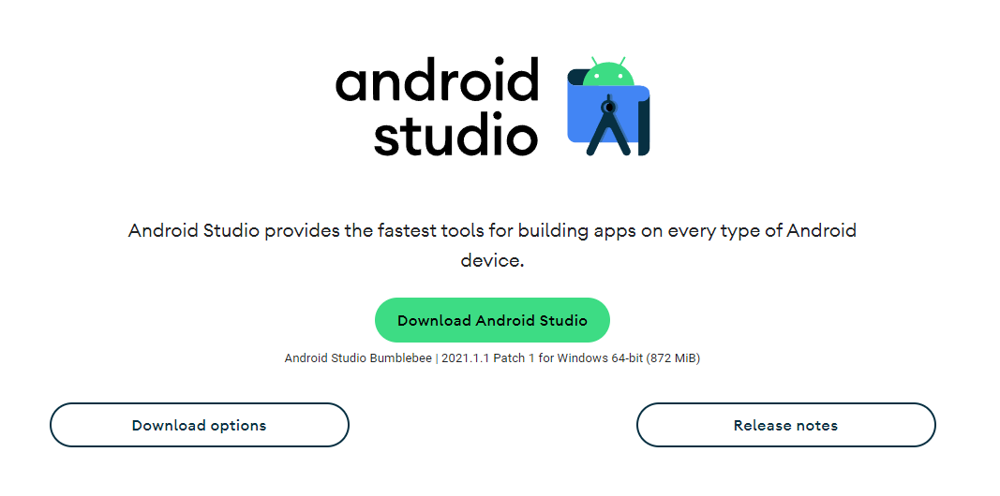 android
studio
Android Studio provides the fastest tools for building apps on every type of Android
device.
Download Android Studio
Android Studio Bumblebee | 2021.1.1 Patch 1 for Windows 64-bit (872 MiB)
Download options
Release notes